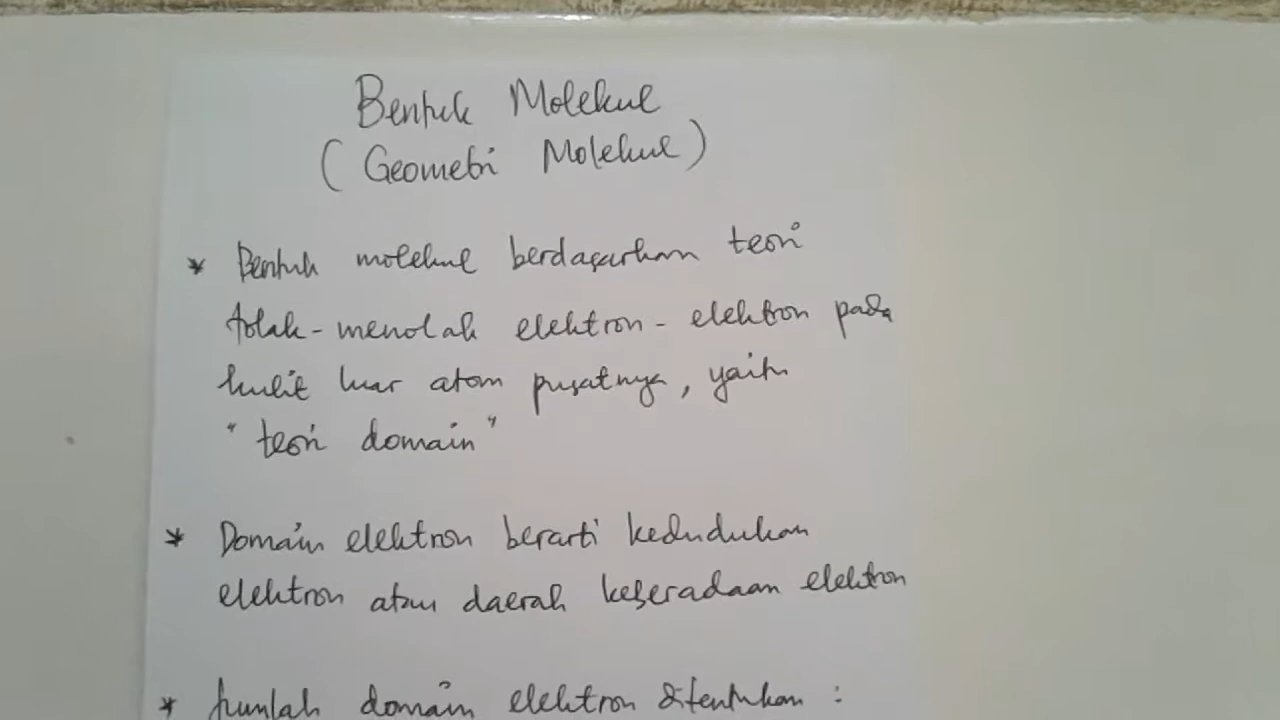 Bentuk Molekul
(Geometri Molekul)
* Bentuk molekul berdasarkan teori
tolak-menolak elektron-elektron pada
kulit luar atom pusatnya, yaitu
"teori domain"
* Domain elektron berarti kedudukan
elektron atau daerah keberadaan elektron
* Jumlah domain elektron ditentukan :